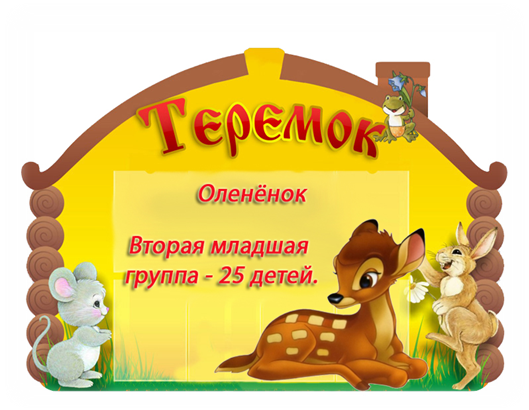 Теремок
Оленёнок
Вторая младшая
группа - 25 детей.